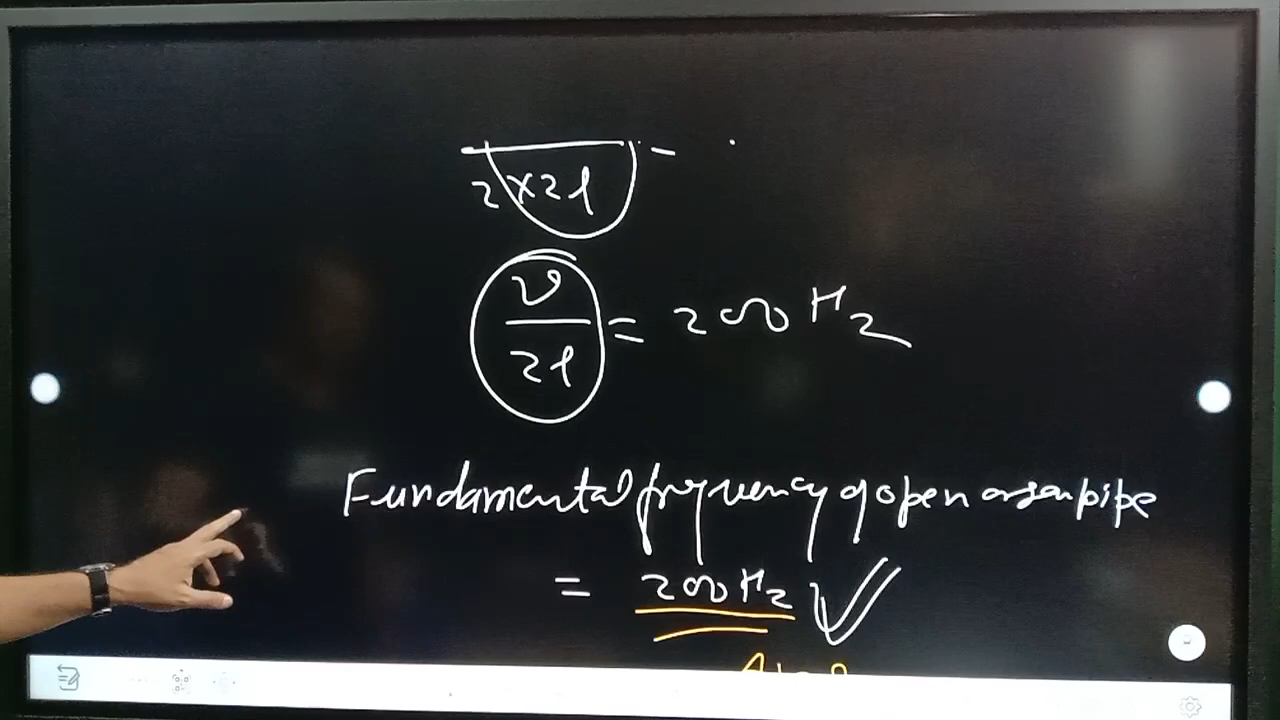 2×2l = .
v
2l
= 200 Hz
Fundamental frequency of open organ pipe
= 200 Hz